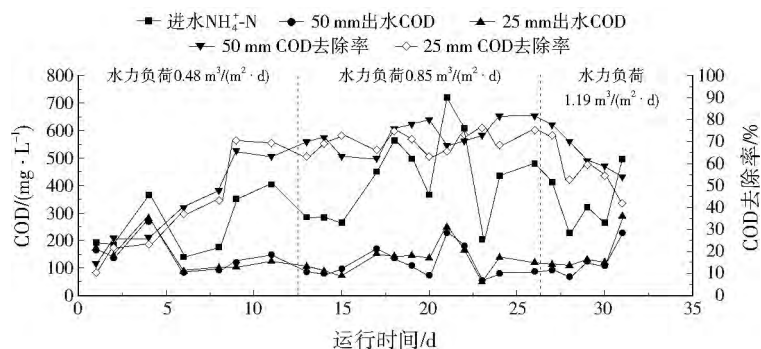 进水NH₄⁺-N 50 mm出水COD 25 mm出水COD
50 mm COD去除率 25 mm COD去除率
800 水力负荷0.48 m³/(m²·d) 水力负荷0.85 m³/(m²·d) 水力负荷 100
1.19 m³/(m²·d)
700 90
600 80
500 70
400 60
300 50
200 40
100 30
0 20
10
0
COD/(mg·L⁻¹)
COD去除率/%
0 5 10 15 20 25 30 35
运行时间/d